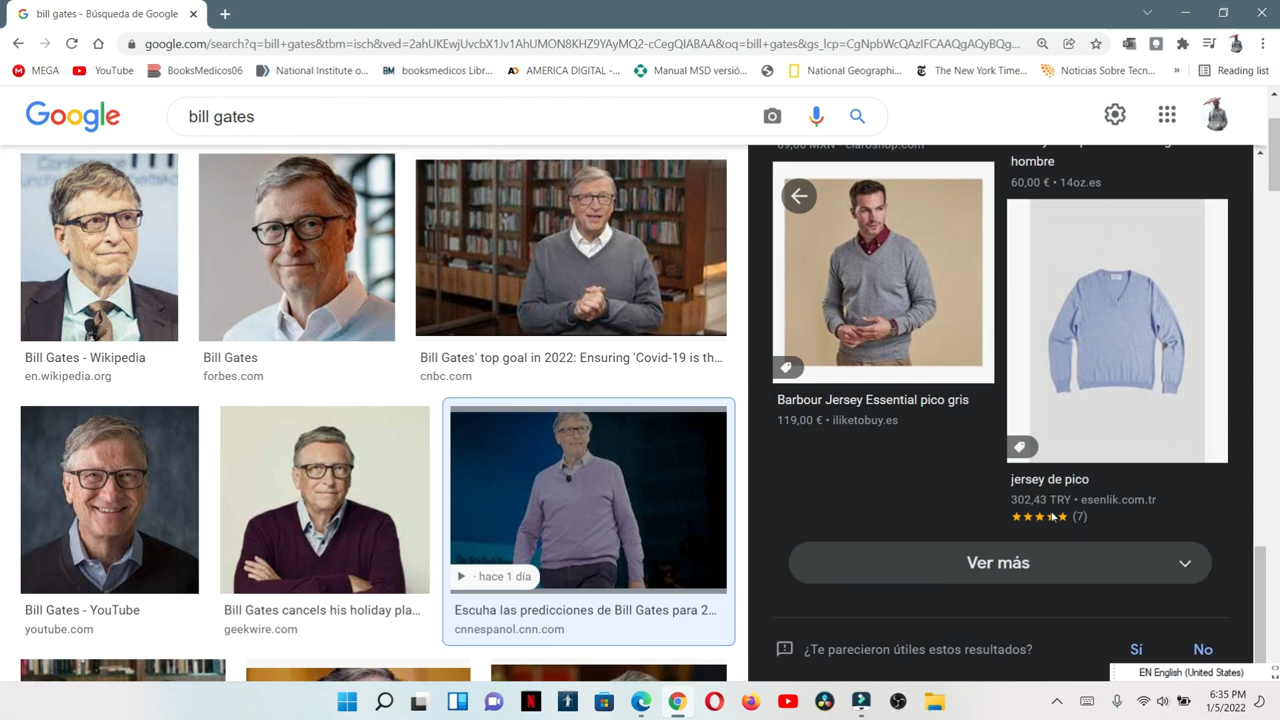 bill gates - Búsqueda de Google
google.com/search?q=bill+gates&tbm=isch&ved=2ahUKEwjUvcbX1Jz1AhUMON8KHZ9YAyMQ2-cCegQIABAA&oq=bill+gates&gs_lcp=CgNpbWcQAzIFCAAQgAQyBQg...
MEGA
YouTube
BooksMedicos06
National Institute o...
booksmedicos Libr...
AMERICA DIGITAL -...
Manual MSD versió...
National Geographi...
The New York Time...
Noticias Sobre Tecn...
»
Reading list
Google
bill gates
hombre
60,00 € • 14oz.es
Bill Gates - Wikipedia
en.wikipedia.org
Bill Gates
forbes.com
Bill Gates' top goal in 2022: Ensuring 'Covid-19 is th...
cnbc.com
Barbour Jersey Essential pico gris
119,00 € • iliketobuy.es
jersey de pico
302,43 TRY • esenlik.com.tr
(7)
Ver más
· hace 1 día
Bill Gates - YouTube
youtube.com
Bill Gates cancels his holiday pla...
geekwire.com
Escuha las predicciones de Bill Gates para 2...
cnnespanol.cnn.com
¿Te parecieron útiles estos resultados?
Sí
No
EN English (United States)
6:35 PM
1/5/2022